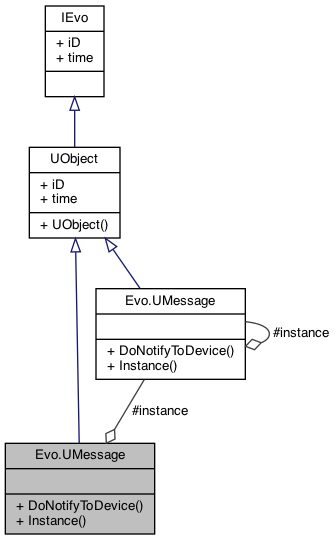 IEvo
+ iD
+ time
UObject
+ iD
+ time
+ UObject()
Evo.UMessage
+ DoNotifyToDevice()
+ Instance()
#instance
#instance
Evo.UMessage
+ DoNotifyToDevice()
+ Instance()